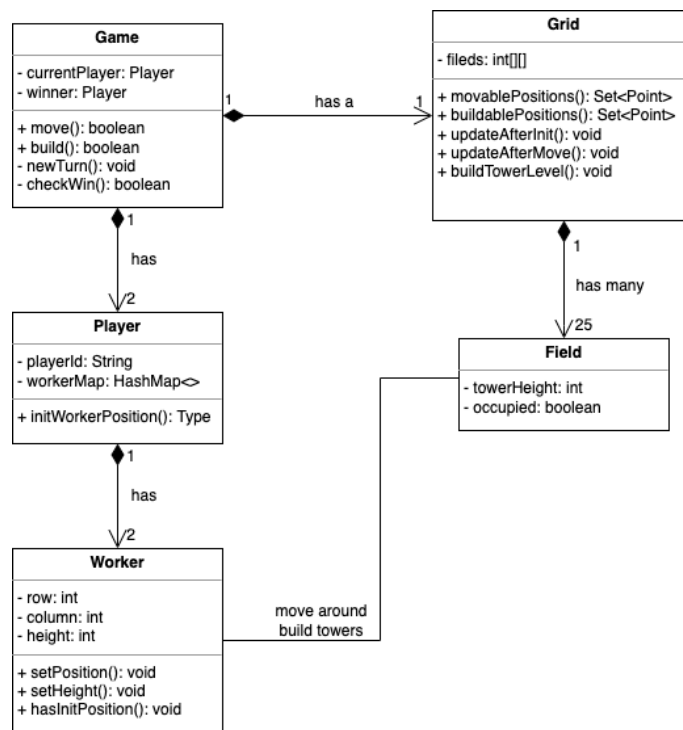 Game
- currentPlayer: Player
- winner: Player
+ move(): boolean
+ build(): boolean
- newTurn(): void
- checkWin(): boolean
1
has a
1
Grid
- fileds: int[][]
+ movablePositions(): Set<Point>
+ buildablePositions(): Set<Point>
+ updateAfterInit(): void
+ updateAfterMove(): void
+ buildTowerLevel(): void
1
has
2
1
has many
25
Player
- playerId: String
- workerMap: HashMap<>
+ initWorkerPosition(): Type
Field
- towerHeight: int
- occupied: boolean
1
has
2
Worker
- row: int
- column: int
- height: int
+ setPosition(): void
+ setHeight(): void
+ hasInitPosition(): void
move around
build towers